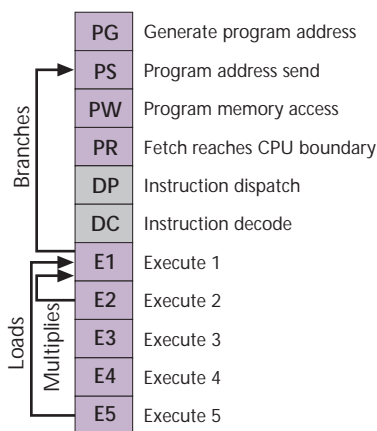 PG Generate program address
PS Program address send
PW Program memory access
PR Fetch reaches CPU boundary
DP Instruction dispatch
DC Instruction decode
E1 Execute 1
E2 Execute 2
E3 Execute 3
E4 Execute 4
E5 Execute 5
Branches
Loads
Multiplies